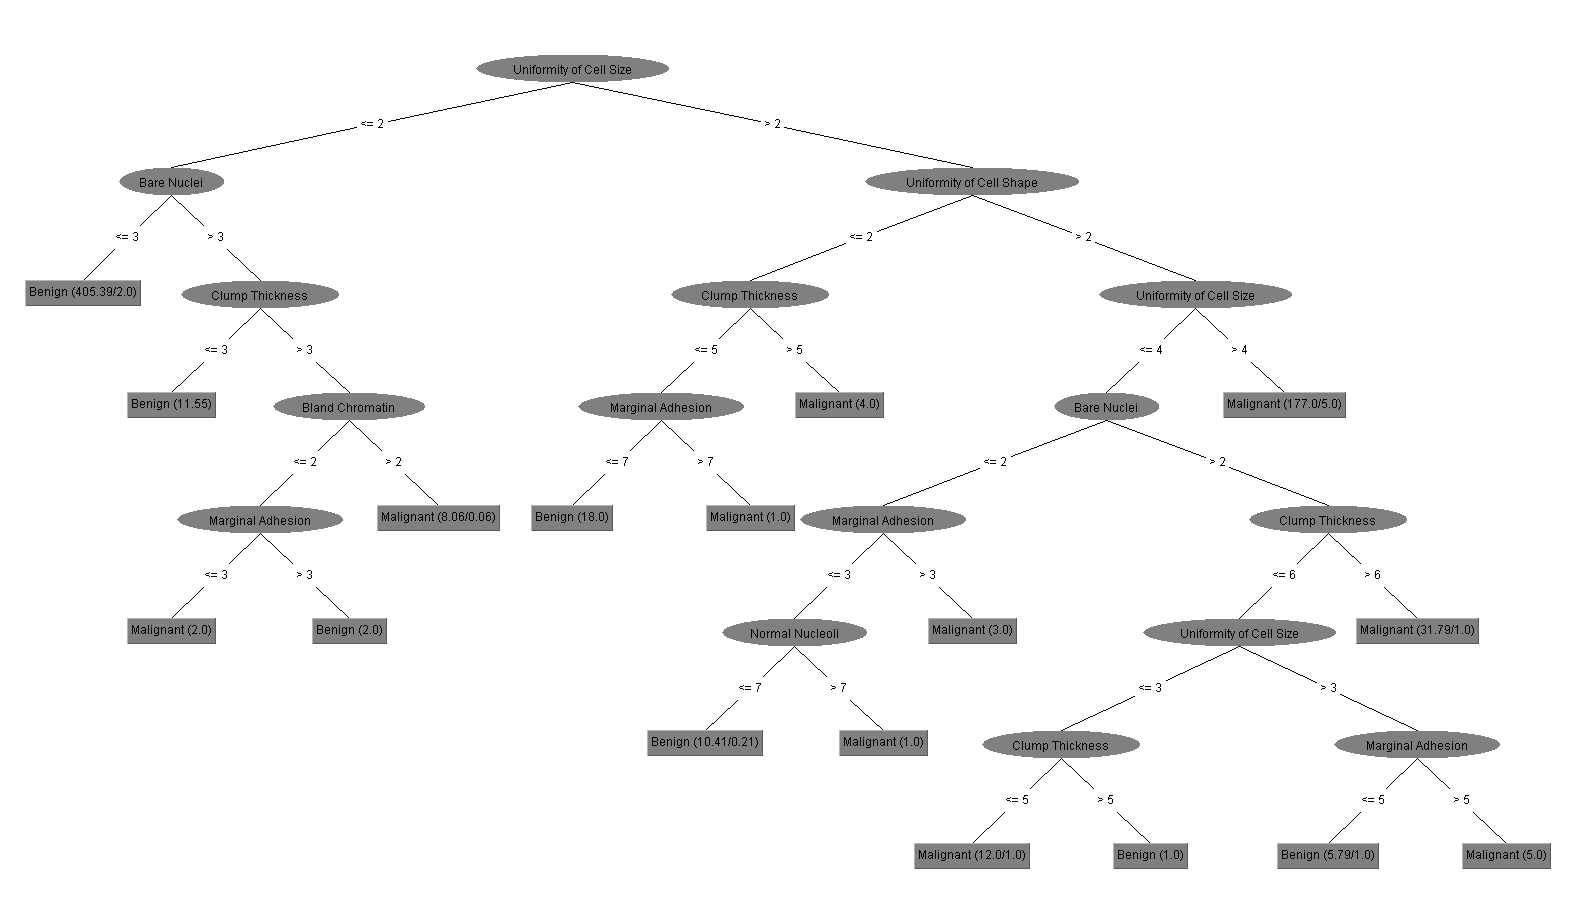 Uniformity of Cell Size
<= 2
> 2
Bare Nuclei
Uniformity of Cell Shape
<= 3
> 3
<= 2
> 2
Benign (405.39/2.0)
Clump Thickness
Clump Thickness
Uniformity of Cell Size
<= 3
> 3
<= 5
> 5
<= 4
> 4
Benign (11.55)
Bland Chromatin
Marginal Adhesion
Malignant (4.0)
Bare Nuclei
Malignant (177.0/5.0)
<= 2
> 2
<= 7
> 7
<= 2
> 2
Marginal Adhesion
Malignant (8.06/0.06)
Benign (18.0)
Malignant (1.0)
Marginal Adhesion
Clump Thickness
<= 3
> 3
<= 3
> 3
<= 6
> 6
Malignant (2.0)
Benign (2.0)
Normal Nucleoli
Malignant (3.0)
Uniformity of Cell Size
Malignant (31.79/1.0)
<= 7
> 7
<= 3
> 3
Benign (10.41/0.21)
Malignant (1.0)
Clump Thickness
Marginal Adhesion
<= 5
> 5
<= 5
> 5
Malignant (12.0/1.0)
Benign (1.0)
Benign (5.79/1.0)
Malignant (5.0)